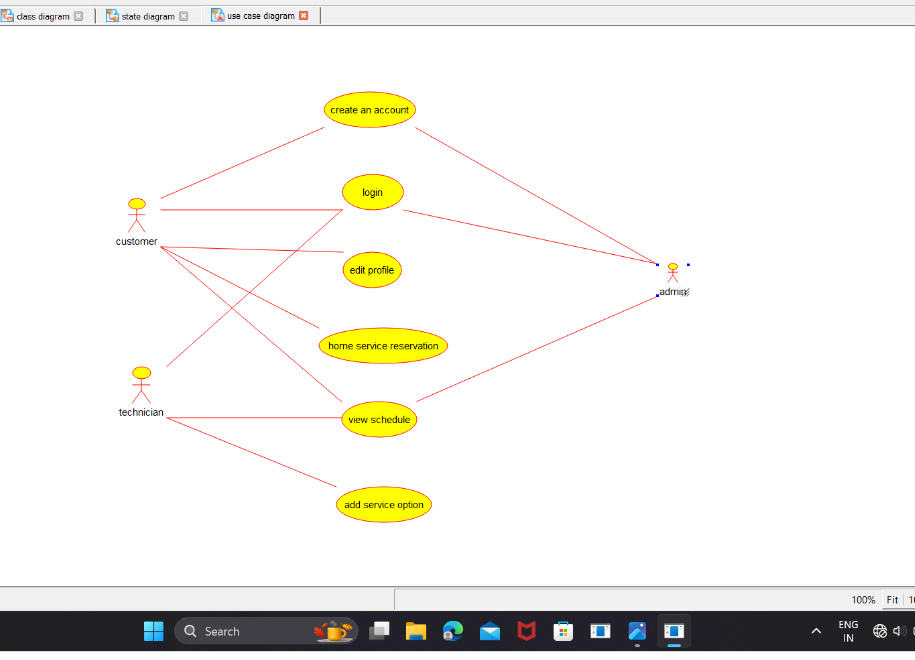 class diagram
state diagram
use case diagram
create an account
login
customer
edit profile
admin
home service reservation
technician
view schedule
add service option
100%
Fit
Search
ENG
IN